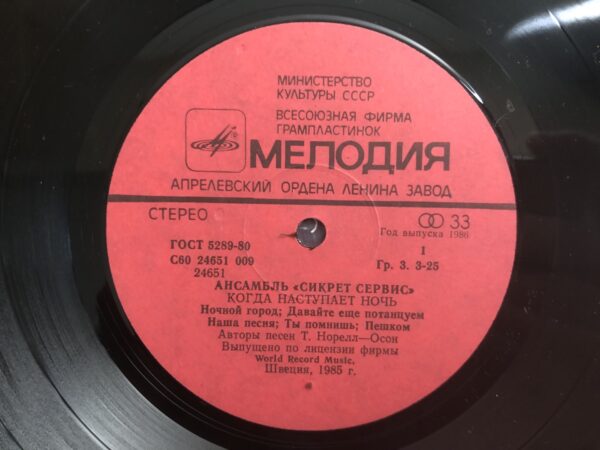 МИНИСТЕРСТВО
КУЛЬТУРЫ СССР
ВСЕСОЮЗНАЯ ФИРМА
ГРАМПЛАСТИНОК
МЕЛОДИЯ
АПРЕЛЕВСКИЙ ОРДЕНА ЛЕНИНА ЗАВОД
СТЕРЕО
33
Год выпуска 1986
ГОСТ 5289-80
1
С60 24651 009
Гр. 3. 3-25
24651
АНСАМБЛЬ «СИКРЕТ СЕРВИС»
КОГДА НАСТУПАЕТ НОЧЬ
Ночной город; Давайте еще потанцуем
Наша песня; Ты помнишь; Пешком
Авторы песен Т. Норелл—Осон
Выпущено по лицензии фирмы
World Record Music,
Швеция, 1985 г.